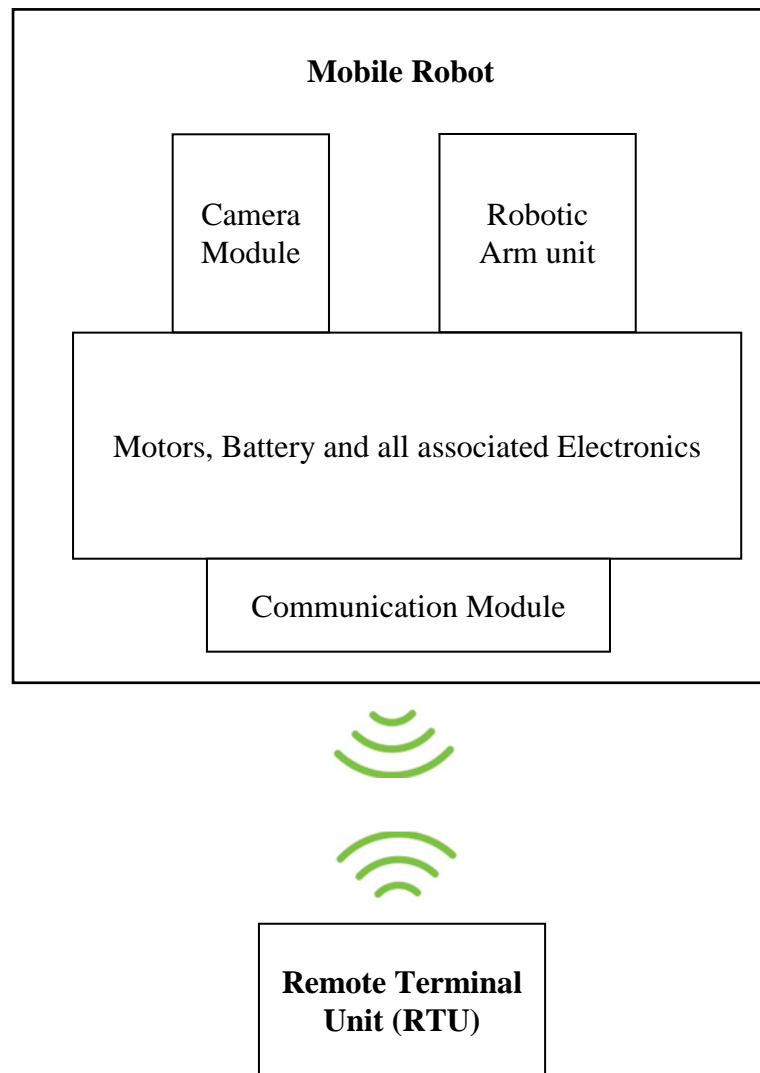 Mobile Robot
Camera
Module
Robotic
Arm unit
Motors, Battery and all associated Electronics
Communication Module
Remote Terminal
Unit (RTU)